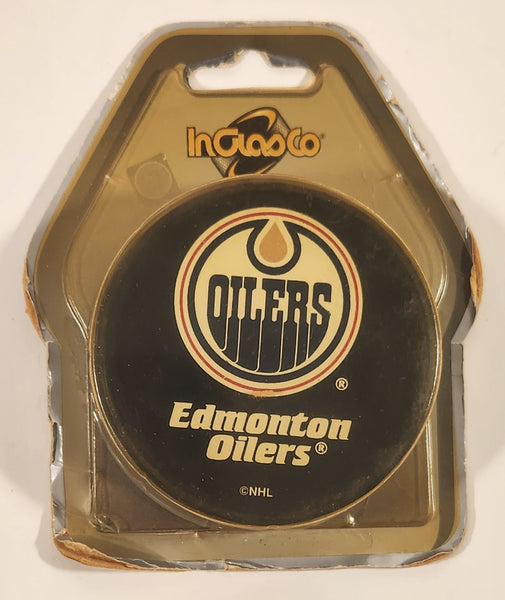 InGlasCo®
OILERS
®
Edmonton
Oilers®
©NHL